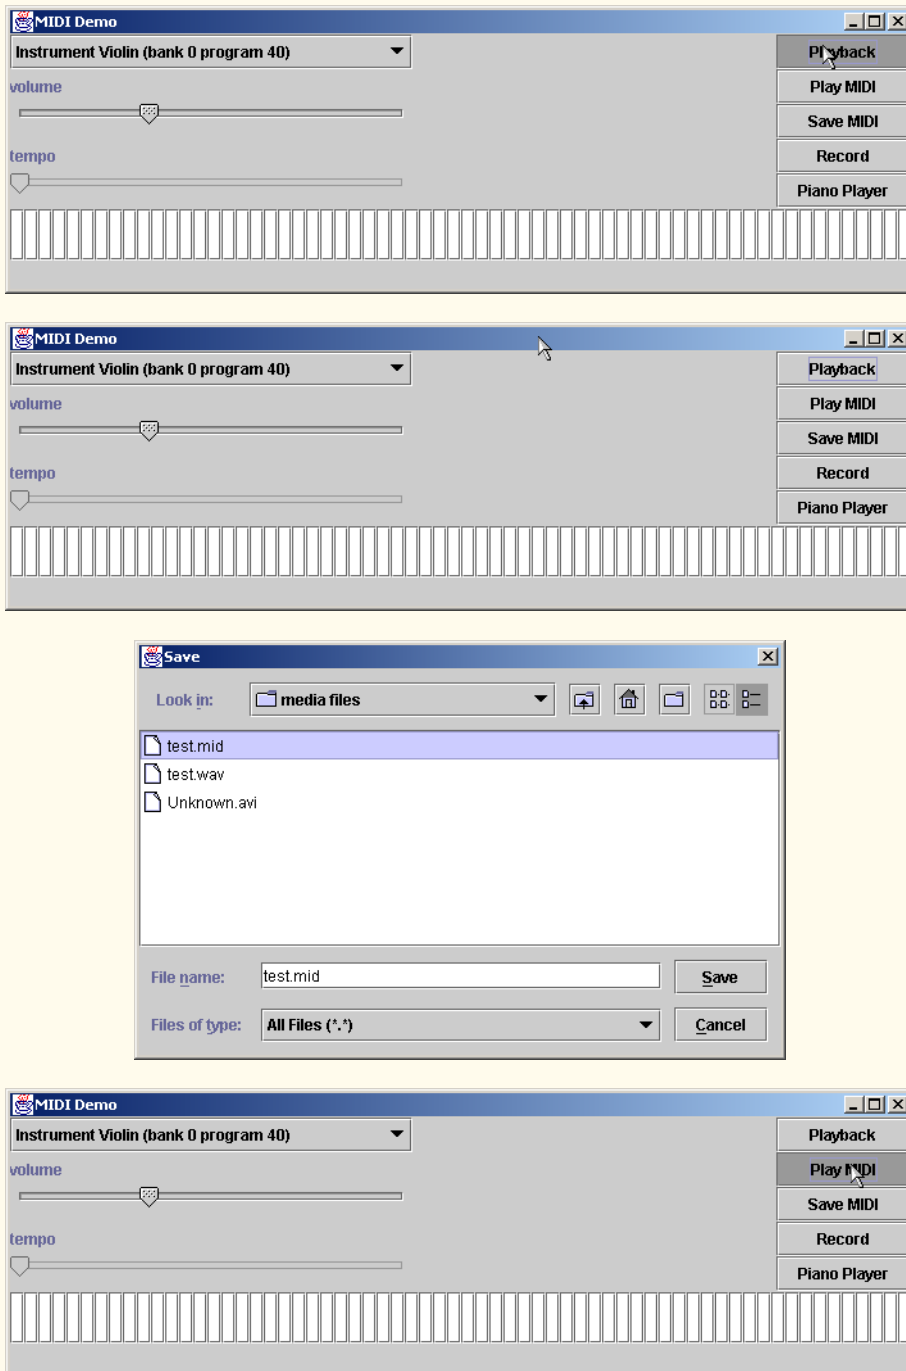 MIDI Demo
Instrument Violin (bank 0 program 40)
Playback
volume
Play MIDI
Save MIDI
tempo
Record
Piano Player
MIDI Demo
Instrument Violin (bank 0 program 40)
Playback
volume
Play MIDI
Save MIDI
tempo
Record
Piano Player
Save
Look in:
media files
test.mid
test.wav
Unknown.avi
File name:
test.mid
Save
Files of type:
All Files (*.*)
Cancel
MIDI Demo
Instrument Violin (bank 0 program 40)
Playback
volume
Play MIDI
Save MIDI
tempo
Record
Piano Player